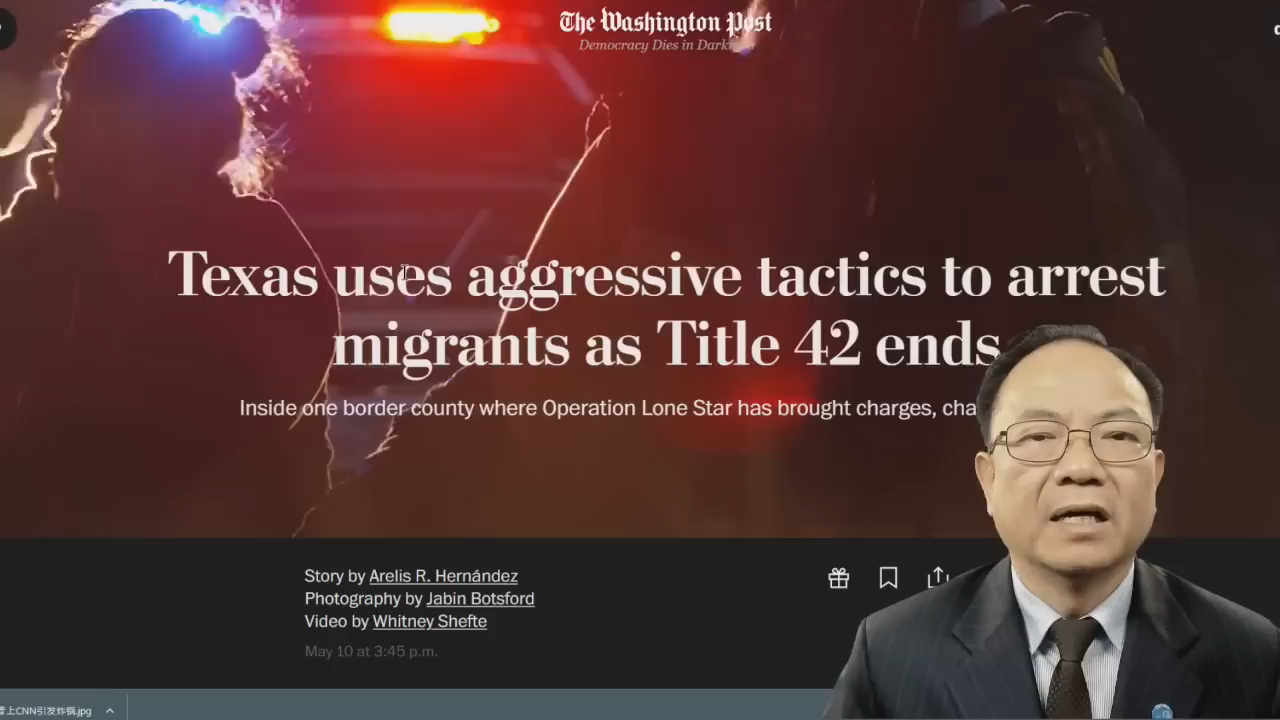 The Washington Post
Democracy Dies in Dark
Texas uses aggressive tactics to arrest
migrants as Title 42 ends
Inside one border county where Operation Lone Star has brought charges, cha
Story by Arelis R. Hernández
Photography by Jabin Botsford
Video by Whitney Shefte
May 10 at 3:45 p.m.
上CNN引发炸锅.jpg